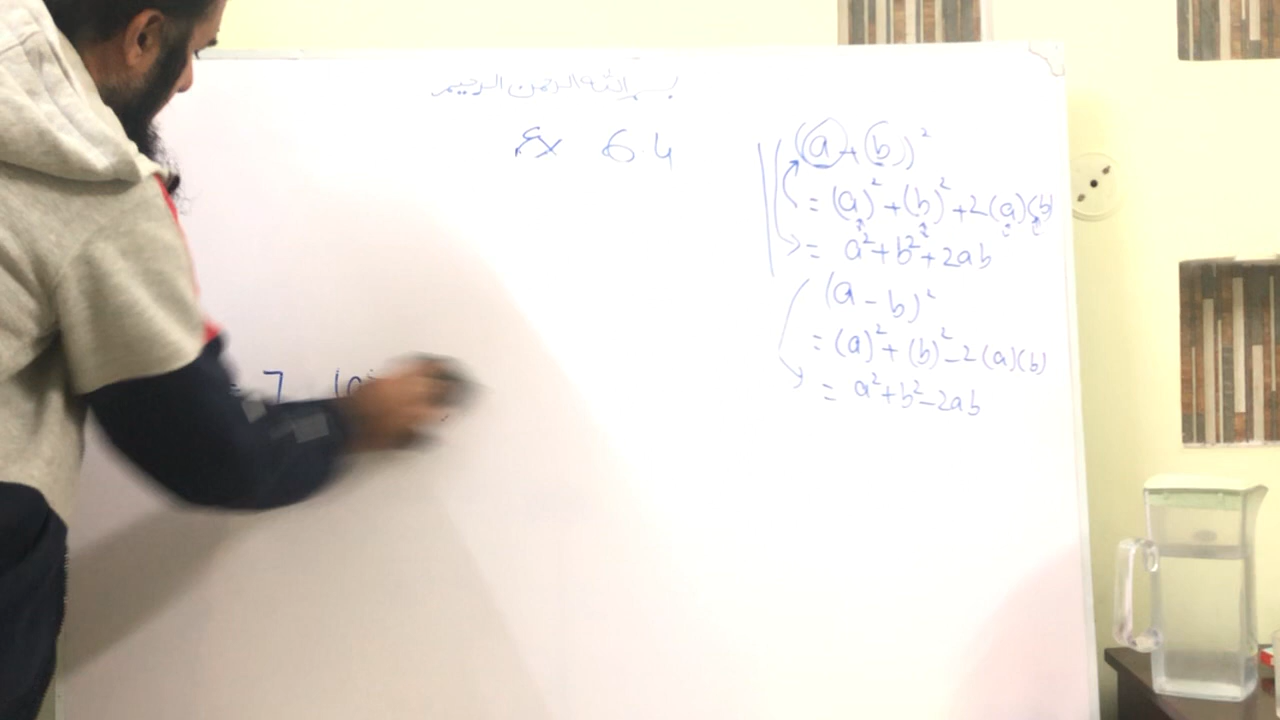 بسم الله الرحمن الرحيم
Ex 6.4
(a + b)²
= (a)² + (b)² + 2(a)(b)
= a² + b² + 2ab
(a - b)²
= (a)² + (b)² - 2(a)(b)
= a² + b² - 2ab
= 7